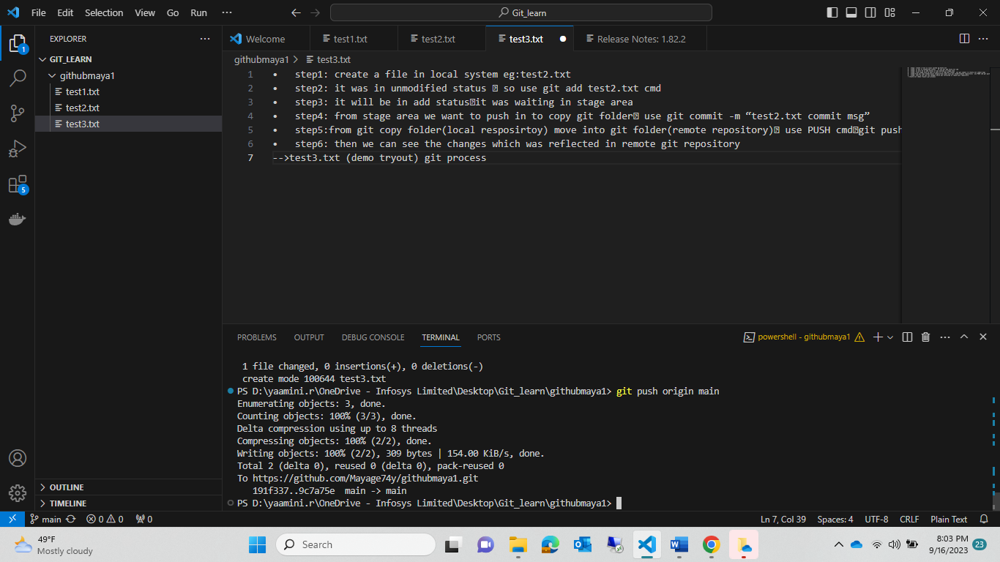 File Edit Selection View Go Run ··· Git_learn
EXPLORER ···
Welcome test1.txt test2.txt test3.txt Release Notes: 1.82.2
GIT_LEARN
githubmaya1
test1.txt
test2.txt
test3.txt
githubmaya1 > test3.txt
1 • step1: create a file in local system eg:test2.txt
2 • step2: it was in unmodified status so use git add test2.txt cmd
3 • step3: it will be in add status it was waiting in stage area
4 • step4: from stage area we want to push in to copy git folder use git commit -m “test2.txt commit msg”
5 • step5:from git copy folder(local resposirtoy) move into git folder(remote repository) use PUSH cmd git push
6 • step6: then we can see the changes which was reflected in remote git repository
7 -->test3.txt (demo tryout) git process
PROBLEMS OUTPUT DEBUG CONSOLE TERMINAL PORTS
powershell - githubmaya1
1 file changed, 0 insertions(+), 0 deletions(-)
create mode 100644 test3.txt
PS D:\yaamini.r\OneDrive - Infosys Limited\Desktop\Git_learn\githubmaya1> git push origin main
Enumerating objects: 3, done.
Counting objects: 100% (3/3), done.
Delta compression using up to 8 threads
Compressing objects: 100% (2/2), done.
Writing objects: 100% (2/2), 309 bytes | 154.00 KiB/s, done.
Total 2 (delta 0), reused 0 (delta 0), pack-reused 0
To https://github.com/Mayage74y/githubmaya1.git
191f337..9c7a75e main -> main
PS D:\yaamini.r\OneDrive - Infosys Limited\Desktop\Git_learn\githubmaya1>
1
5
OUTLINE
TIMELINE
main 0 0 0
Ln 7, Col 39 Spaces: 4 UTF-8 CRLF Plain Text
49°F
Mostly cloudy
Search
8:03 PM
9/16/2023
23